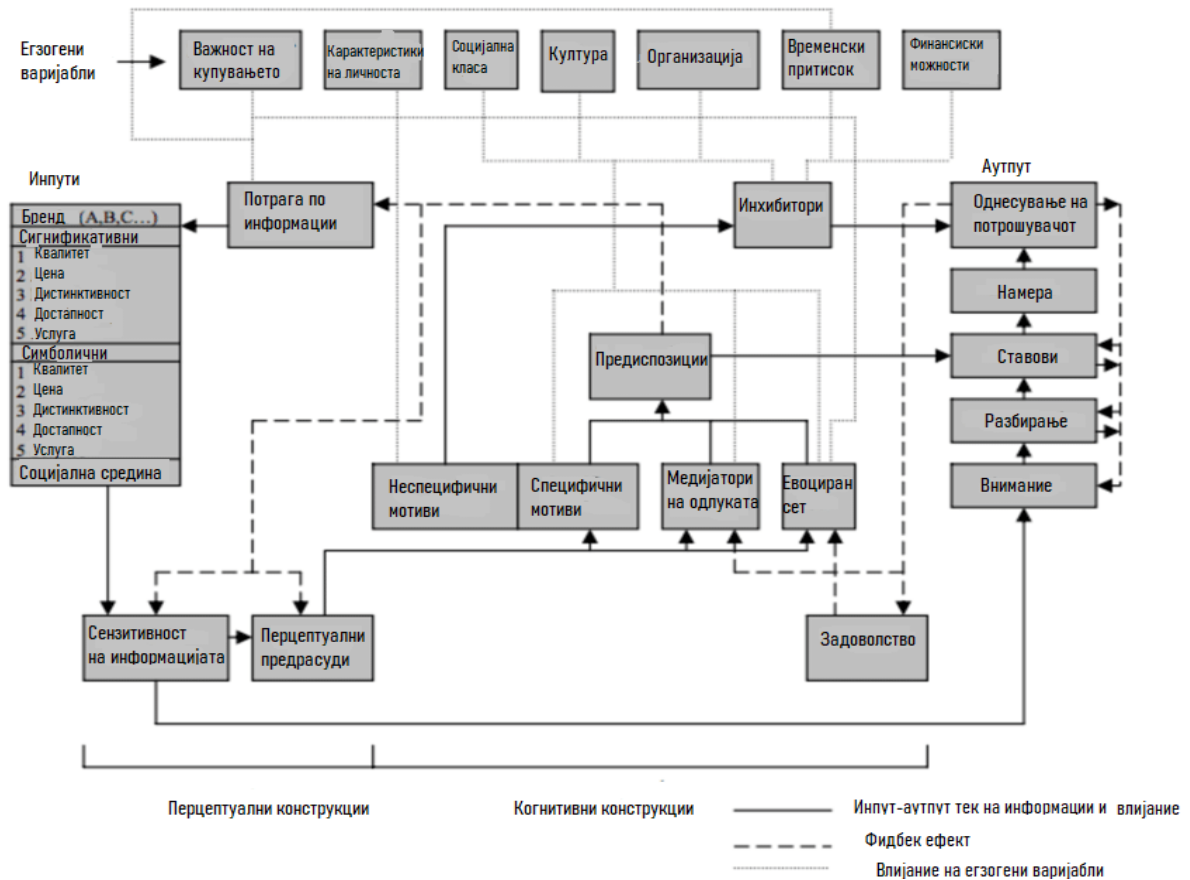 Егзогени
варијабли
Важност на
купувањето
Карактеристики
на личноста
Социјална
класа
Култура
Организација
Временски
притисок
Финансиски
можности
Инпути
Аутпут
Бренд (A,B,C...)
Сигнификативни
1 Квалитет
2 Цена
3 Дистинктивност
4 Достапност
5 Услуга
Симболични
1 Квалитет
2 Цена
3 Дистинктивност
4 Достапност
5 Услуга
Социјална средина
Потрага по
информации
Инхибитори
Однесување на
потрошувачот
Намера
Предиспозиции
Ставови
Разбирање
Внимание
Неспецифични
мотиви
Специфични
мотиви
Медијатори
на одлуката
Евоциран
сет
Сензитивност
на информацијата
Перцептуални
предрасуди
Задоволство
Перцептуални конструкции
Когнитивни конструкции
Инпут-аутпут тек на информации и влијание
Фидбек ефект
Влијание на егзогени варијабли